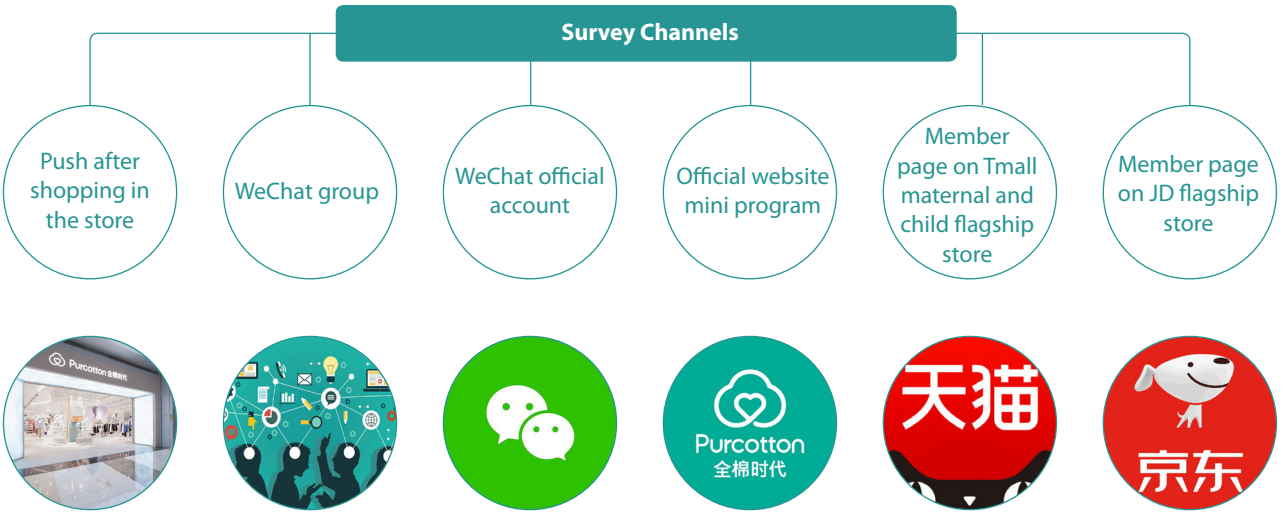 Survey Channels
Push after
shopping in
the store
WeChat group
WeChat official
account
Official website
mini program
Member
page on Tmall
maternal and
child flagship
store
Member page
on JD flagship
store
Purcotton 全棉时代
Purcotton
全棉时代
天猫
京东